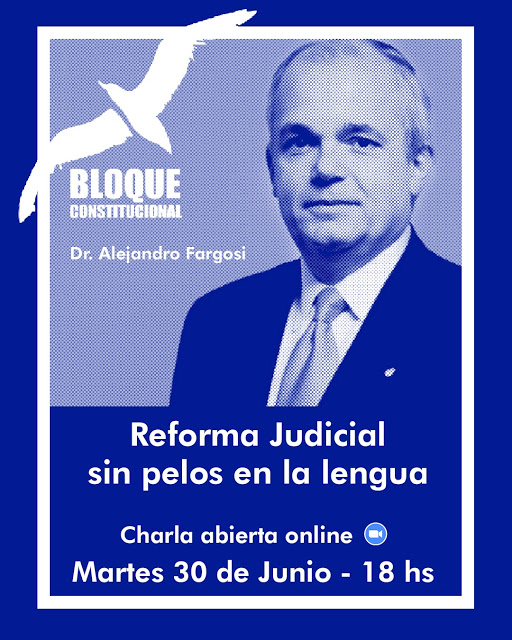 BLOQUE
CONSTITUCIONAL
Dr. Alejandro Fargosi
Reforma Judicial
sin pelos en la lengua
Charla abierta online
Martes 30 de Junio - 18 hs